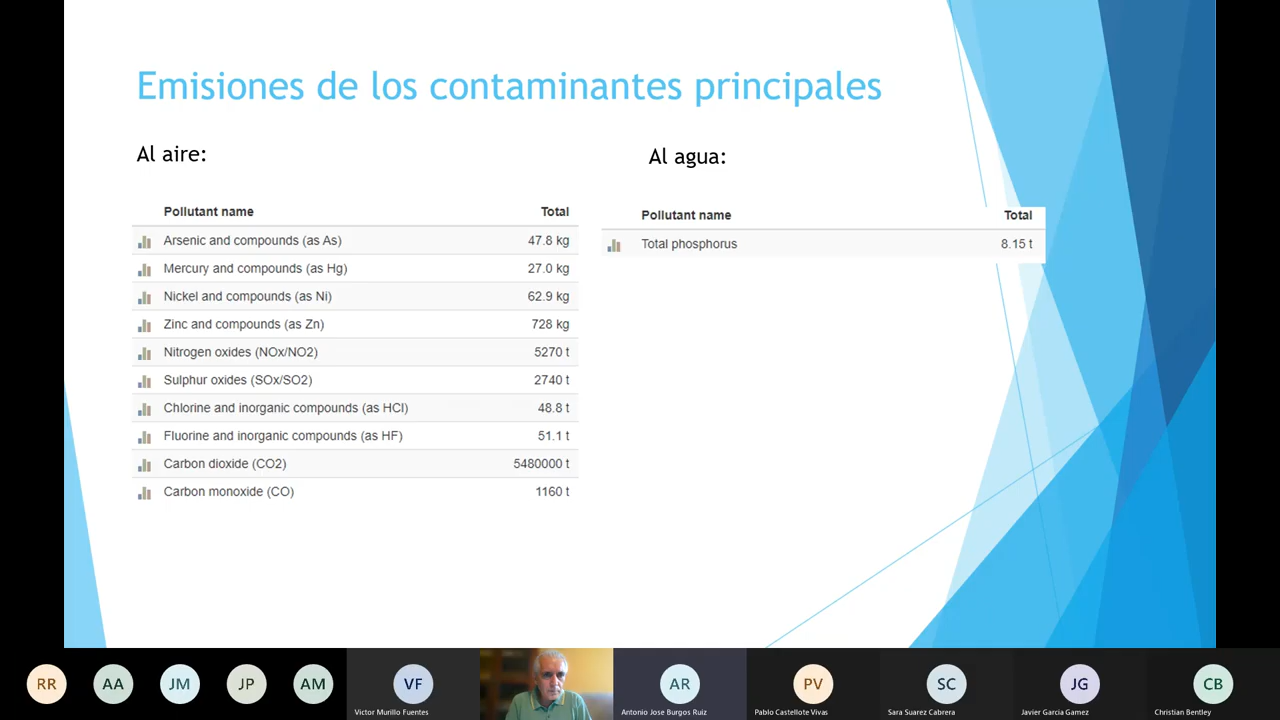 Emisiones de los contaminantes principales
Al aire:
Pollutant name Total
Arsenic and compounds (as As) 47.8 kg
Mercury and compounds (as Hg) 27.0 kg
Nickel and compounds (as Ni) 62.9 kg
Zinc and compounds (as Zn) 728 kg
Nitrogen oxides (NOx/NO2) 5270 t
Sulphur oxides (SOx/SO2) 2740 t
Chlorine and inorganic compounds (as HCl) 48.8 t
Fluorine and inorganic compounds (as HF) 51.1 t
Carbon dioxide (CO2) 5480000 t
Carbon monoxide (CO) 1160 t
Al agua:
Pollutant name Total
Total phosphorus 8.15 t
RR AA JM JP AM VF AR PV SC JG CB
Victor Murillo Fuentes Antonio Jose Burgos Ruiz Pablo Castellote Vivas Sara Suarez Cabrera Javier Garcia Gamez Christian Bentley